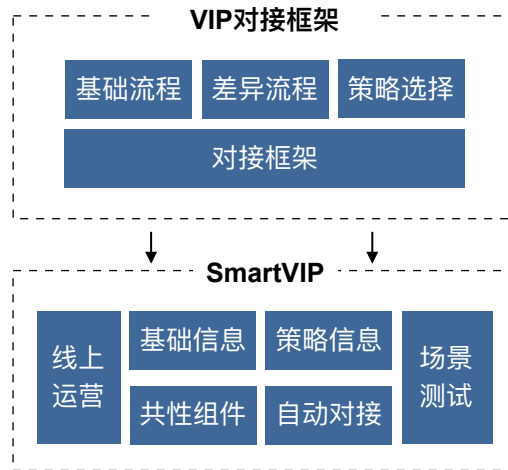 VIP对接框架
基础流程 差异流程 策略选择
对接框架
SmartVIP
线上
运营
基础信息 策略信息
共性组件 自动对接
场景
测试